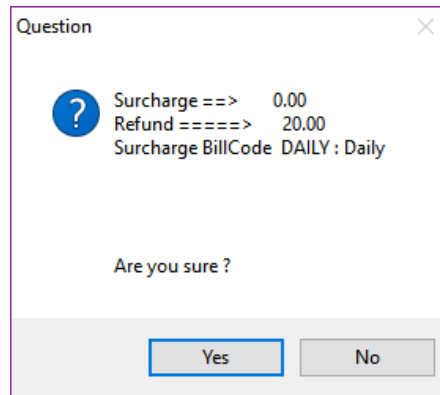 Question
Surcharge ==> 0.00
Refund =====> 20.00
Surcharge BillCode DAILY : Daily
Are you sure ?
Yes
No